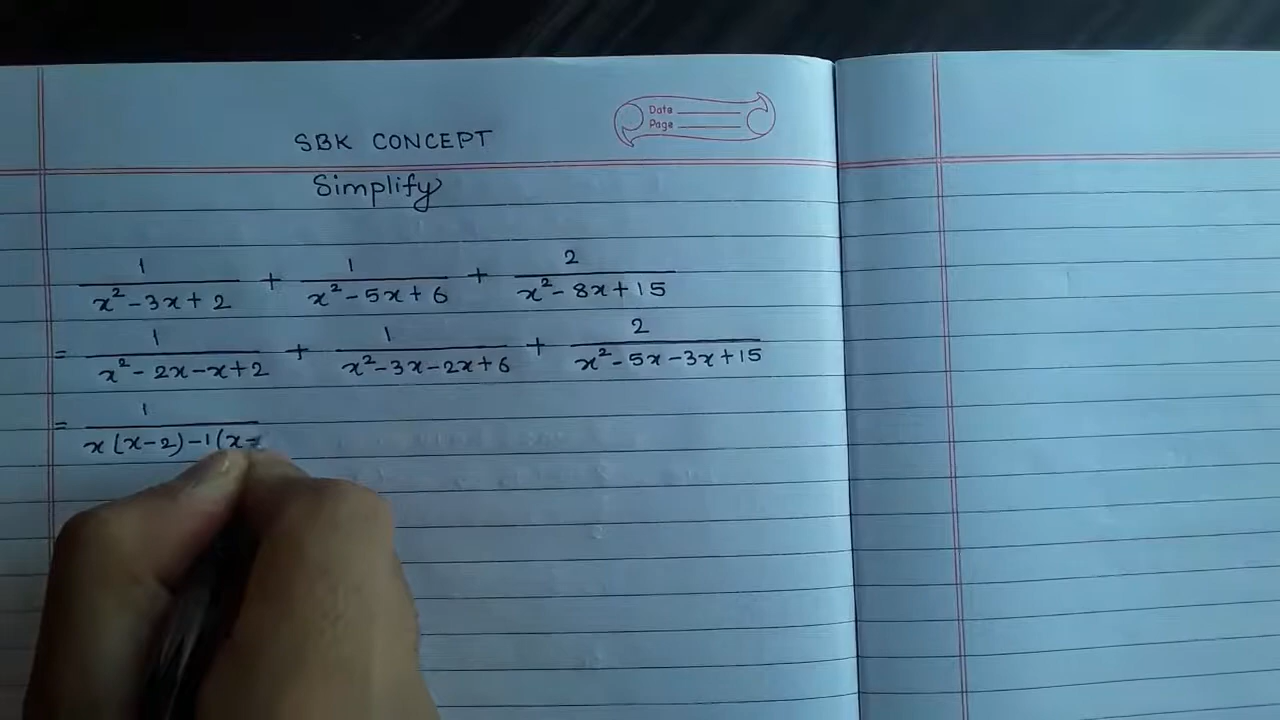 Date
Page
SBK CONCEPT
Simplify
1/(x²-3x+2) + 1/(x²-5x+6) + 2/(x²-8x+15)
= 1/(x²-2x-x+2) + 1/(x²-3x-2x+6) + 2/(x²-5x-3x+15)
= 1/(x(x-2)-1(x-